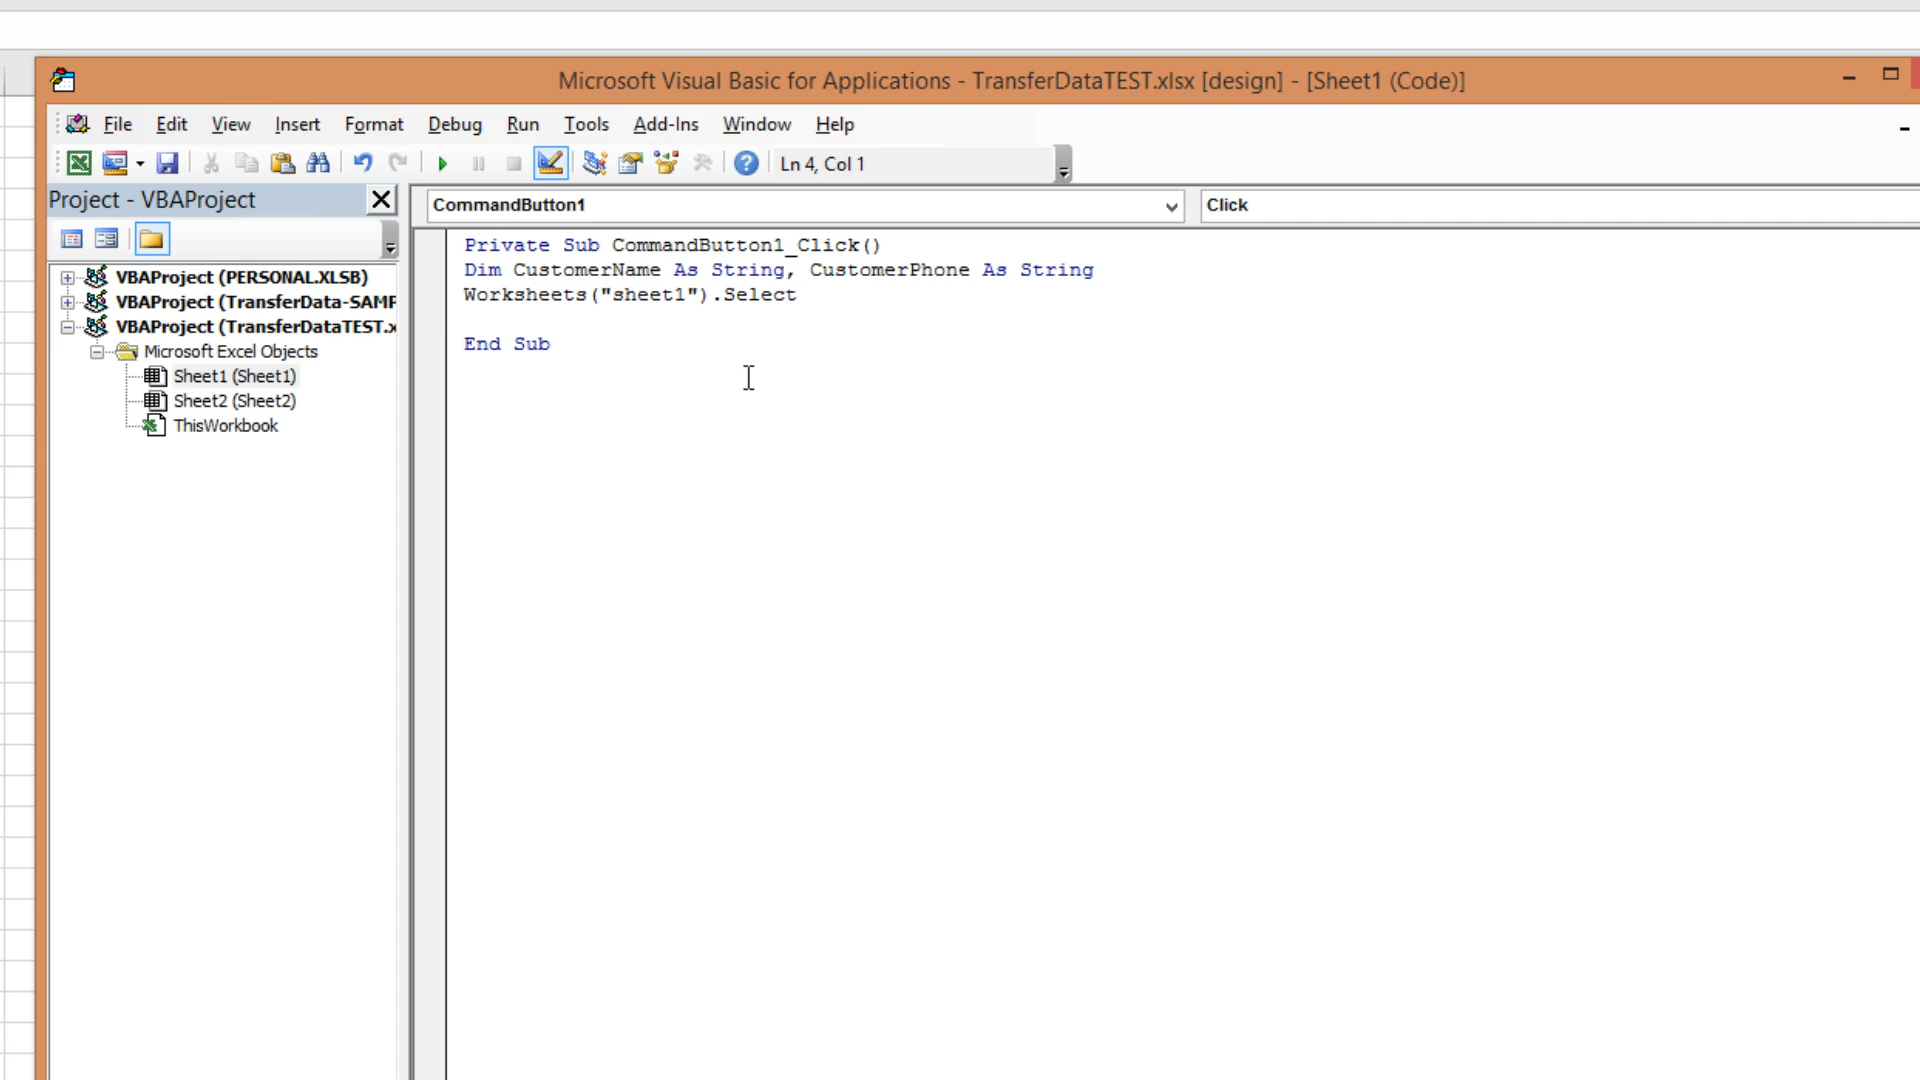 Microsoft Visual Basic for Applications - TransferDataTEST.xlsx [design] - [Sheet1 (Code)]
File Edit View Insert Format Debug Run Tools Add-Ins Window Help
Ln 4, Col 1
Project - VBAProject
CommandButton1
Click
VBAProject (PERSONAL.XLSB)
VBAProject (TransferData-SAMP
VBAProject (TransferDataTEST.x
Microsoft Excel Objects
Sheet1 (Sheet1)
Sheet2 (Sheet2)
ThisWorkbook
Private Sub CommandButton1_Click()
Dim CustomerName As String, CustomerPhone As String
Worksheets("sheet1").Select
End Sub